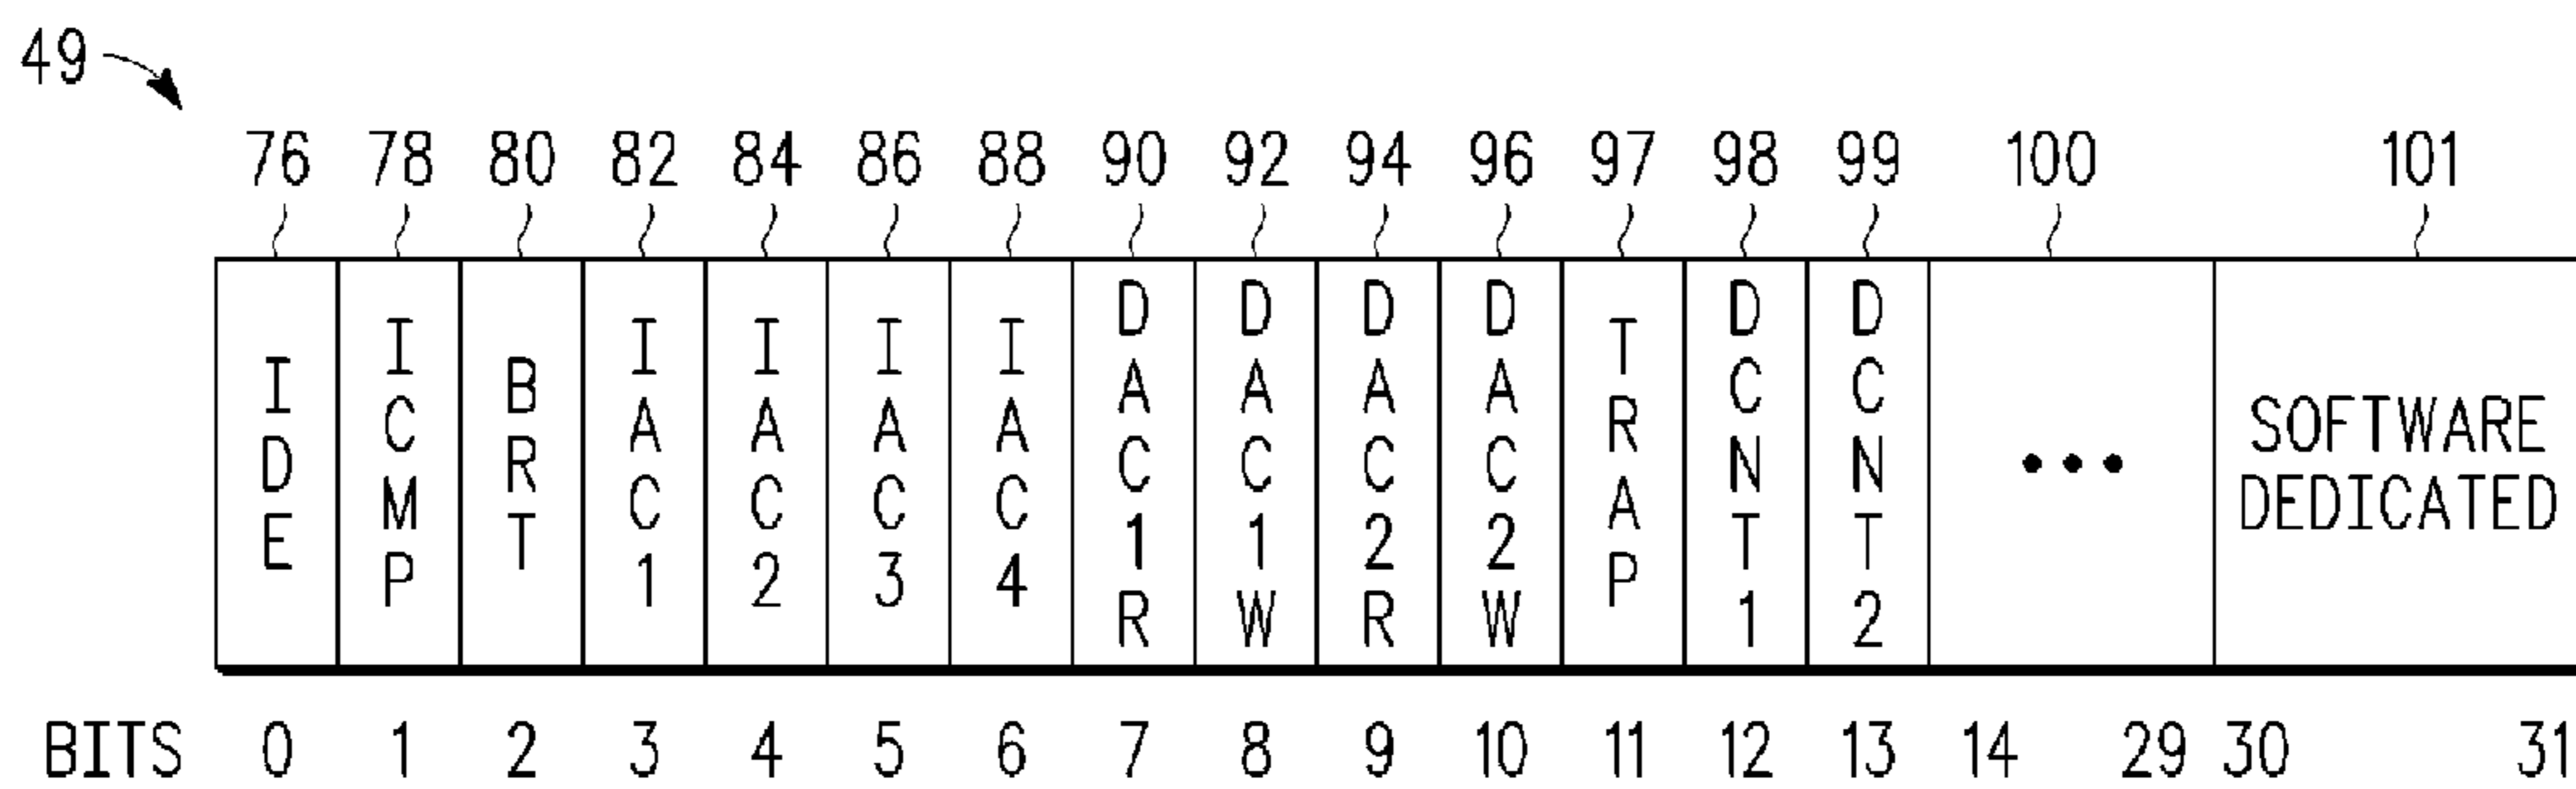 49
76 78 80 82 84 86 88 90 92 94 96 97 98 99 100 101
IDE ICMP BRT IAC1 IAC2 IAC3 IAC4 DAC1R DAC1W DAC2R DAC2W TRAP DCNT1 DCNT2 ••• SOFTWARE
DEDICATED
BITS 0 1 2 3 4 5 6 7 8 9 10 11 12 13 14 29 30 31